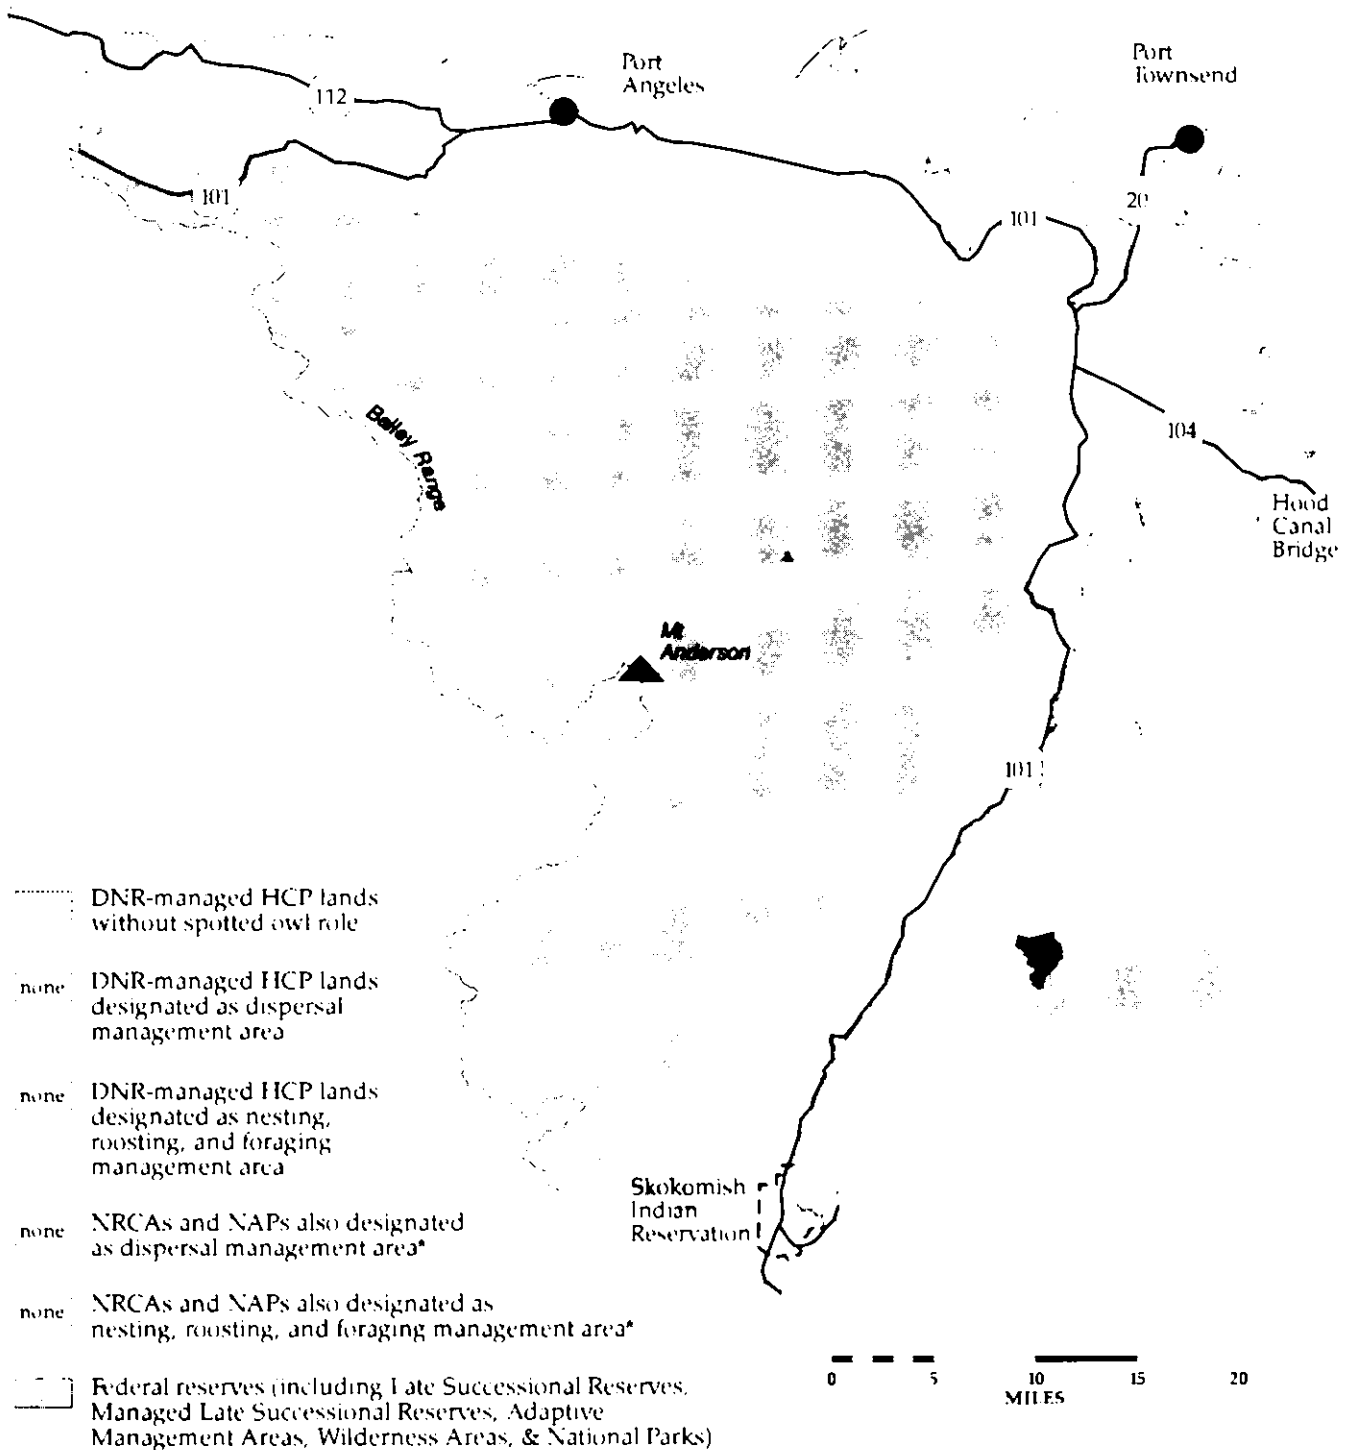 Port
Angeles
Port
Townsend
112
101
20
101
104
Hood
Canal
Bridge
Bailey Range
Mt
Anderson
101
DNR-managed HCP lands
without spotted owl role
none
DNR-managed HCP lands
designated as dispersal
management area
none
DNR-managed HCP lands
designated as nesting,
roosting, and foraging
management area
Skokomish
Indian
Reservation
none
NRCAs and NAPs also designated
as dispersal management area*
none
NRCAs and NAPs also designated as
nesting, roosting, and foraging management area*
Federal reserves (including Late Successional Reserves,
Managed Late Successional Reserves, Adaptive
Management Areas, Wilderness Areas, & National Parks)
0 5 10 15 20
MILES